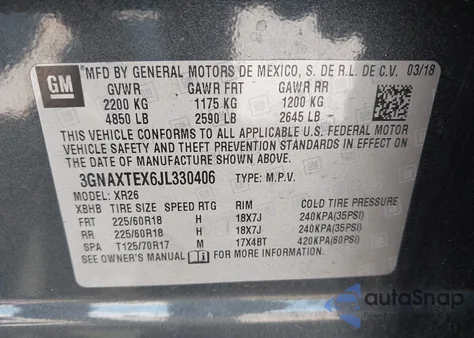 GM *MFD BY GENERAL MOTORS DE MEXICO, S. DE R.L. DE C.V. 03/18
GVWR GAWR FRT GAWR RR
2200 KG 1175 KG 1200 KG
4850 LB 2590 LB 2645 LB
THIS VEHICLE CONFORMS TO ALL APPLICABLE U.S. FEDERAL MOTOR
VEHICLE SAFETY AND THEFT PREVENTION STANDARDS IN EFFECT ON
THE DATE OF MANUFACTURE SHOWN ABOVE.
3GNAXTEX6JL330406 TYPE: M.P.V.
MODEL: XR26
XBHB TIRE SIZE SPEED RTG RIM COLD TIRE PRESSURE
FRT 225/60R18 H 18X7J 240KPA(35PSI)
RR 225/60R18 H 18X7J 240KPA(35PSI)
SPA T125/70R17 M 17X4BT 420KPA(60PSI)
SEE OWNER'S MANUAL FOR ADDITIONAL INFORMATION.
autoSnap